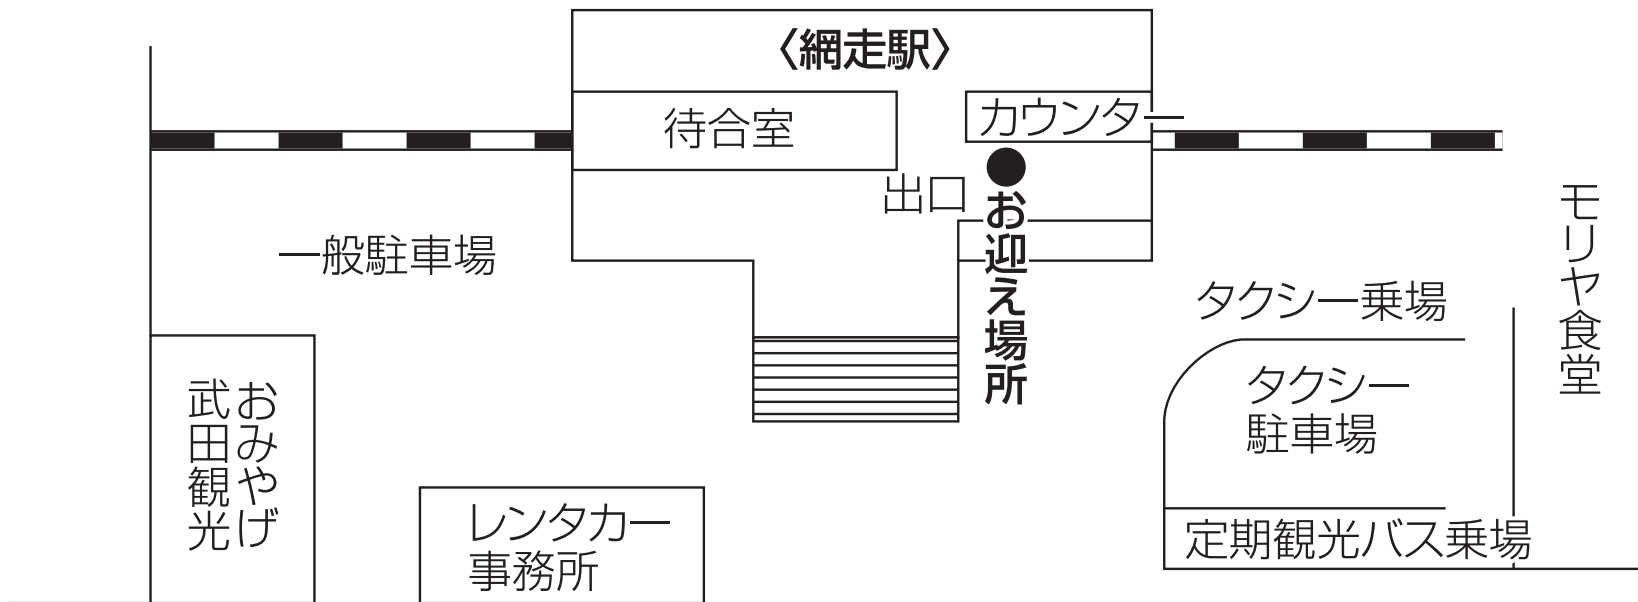 〈網走駅〉
待合室
カウンター
出口
●お迎え場所
一般駐車場
タクシー乗場
モリヤ食堂
タクシー
駐車場
おみやげ
武田観光
レンタカー
事務所
定期観光バス乗場